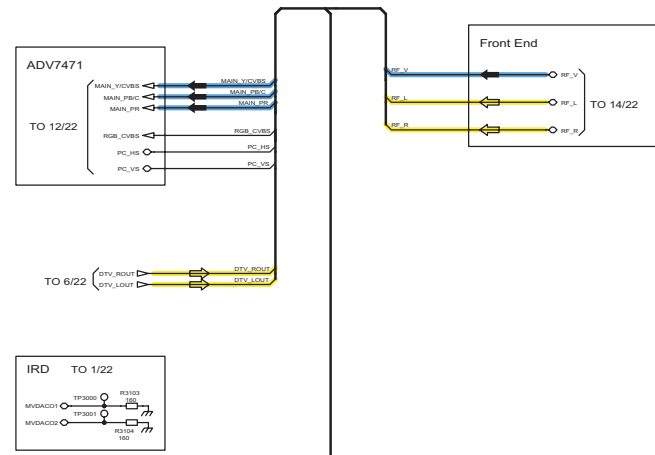 ADV7471
MAIN_Y/CVBS
MAIN_Y/CVBS
MAIN_PB/C
MAIN_PB/C
MAIN_PR
MAIN_PR
TO 12/22
RGB_CVBS
RGB_CVBS
PC_HS
PC_HS
PC_VS
PC_VS
Front End
RF_V
RF_V
RF_L
RF_L
TO 14/22
RF_R
RF_R
TO 6/22
DTV_ROUT
DTV_ROUT
DTV_LOUT
DTV_LOUT
IRD TO 1/22
MVDACO1
TP3000
R3103
160
MVDACO2
TP3001
R3104
160